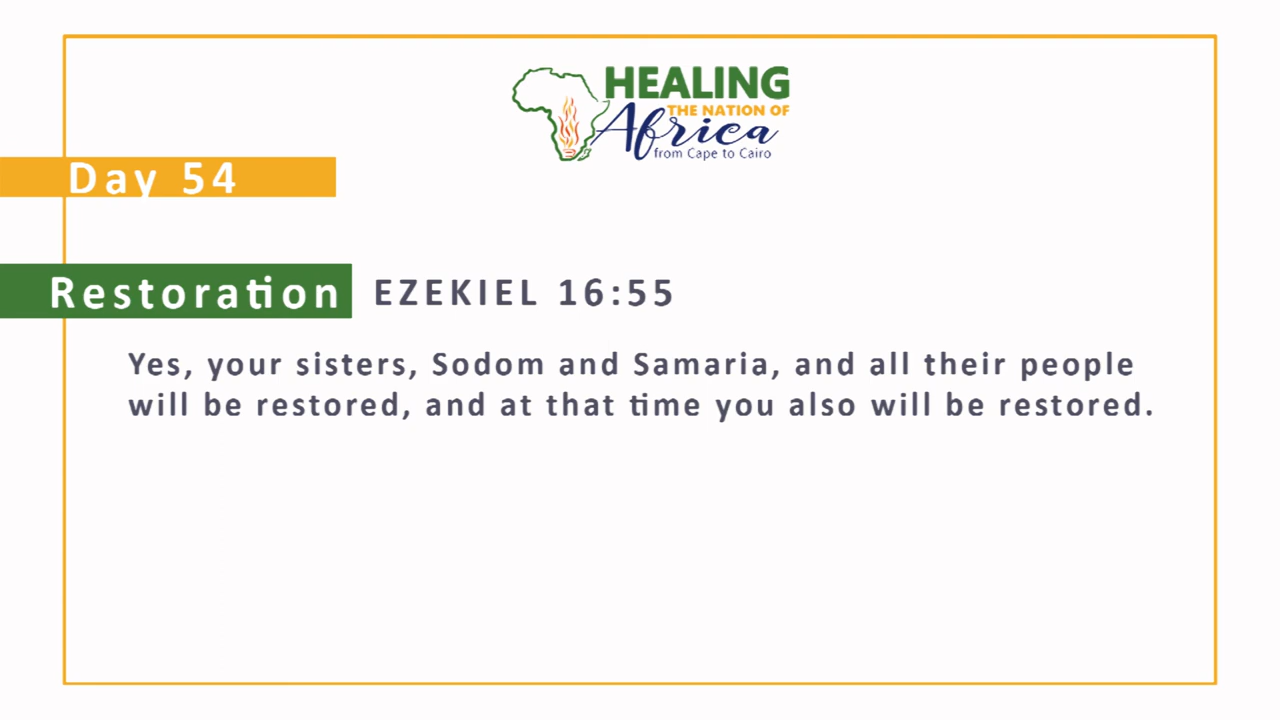 HEALING
THE NATION OF
Africa
from Cape to Cairo
Day 54
Restoration EZEKIEL 16:55
Yes, your sisters, Sodom and Samaria, and all their people
will be restored, and at that time you also will be restored.